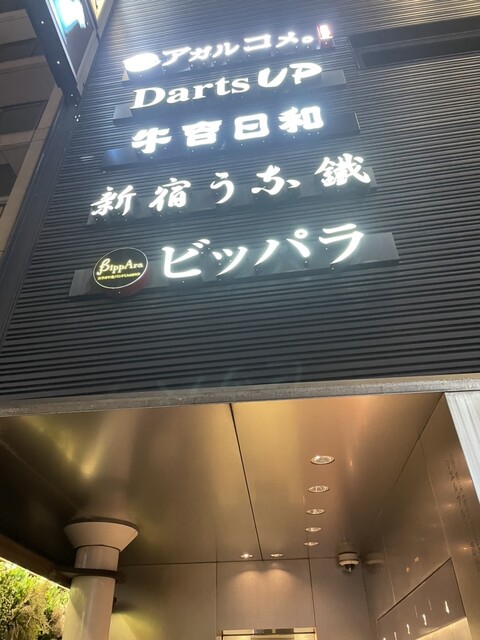 アガルコメ。
Darts UP
牛宮日和
新宿うな鐵
BippAra
ビッパラ